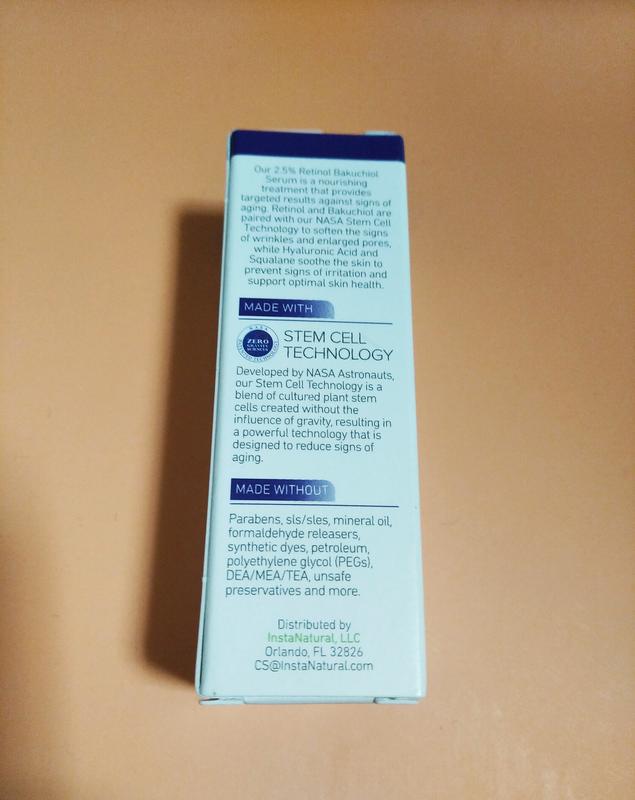 Our 2.5% Retinol Bakuchiol
Serum is a nourishing
treatment that provides
targeted results against signs of
aging. Retinol and Bakuchiol are
paired with our NASA Stem Cell
Technology to soften the signs
of wrinkles and enlarged pores,
while Hyaluronic Acid and
Squalane soothe the skin to
prevent signs of irritation and
support optimal skin health.
MADE WITH
NASA
ZERO
GRAVITY
STEM CELL
TECHNOLOGY
Developed by NASA Astronauts,
our Stem Cell Technology is a
blend of cultured plant stem
cells created without the
influence of gravity, resulting in
a powerful technology that is
designed to reduce signs of
aging.
MADE WITHOUT
Parabens, sls/sles, mineral oil,
formaldehyde releasers,
synthetic dyes, petroleum,
polyethylene glycol (PEGs),
DEA/MEA/TEA, unsafe
preservatives and more.
Distributed by
InstaNatural, LLC
Orlando, FL 32826
CS@InstaNatural.com